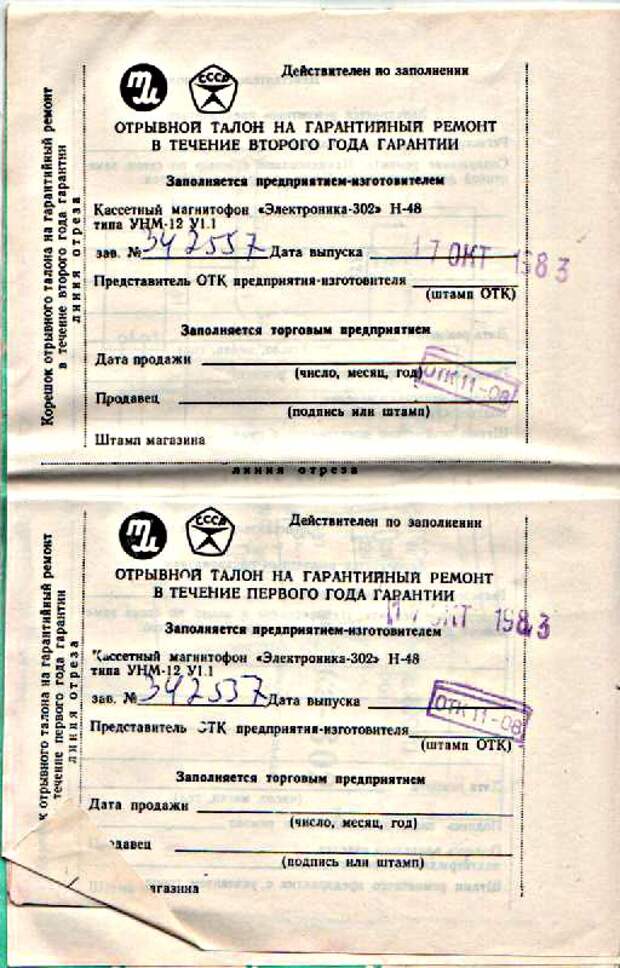 СССР
Действителен по заполнении
ОТРЫВНОЙ ТАЛОН НА ГАРАНТИЙНЫЙ РЕМОНТ
В ТЕЧЕНИЕ ВТОРОГО ГОДА ГАРАНТИИ
Заполняется предприятием-изготовителем
Кассетный магнитофон «Электроника-302» Н-48
типа УНМ-12 У1.1
зав. № 342557 Дата выпуска 17 ОКТ 1983
Представитель ОТК предприятия-изготовителя
(штамп ОТК)
Заполняется торговым предприятием
Дата продажи
(число, месяц, год)
ОТК 11-08
Продавец
(подпись или штамп)
Штамп магазина
Корешок отрывного талона на гарантийный ремонт
в течение второго года гарантии
линия отреза
линия отреза
СССР
Действителен по заполнении
ОТРЫВНОЙ ТАЛОН НА ГАРАНТИЙНЫЙ РЕМОНТ
В ТЕЧЕНИЕ ПЕРВОГО ГОДА ГАРАНТИИ
17 ОКТ 1983
Заполняется предприятием-изготовителем
Кассетный магнитофон «Электроника-302» Н-48
типа УНМ-12 У1.1
зав. № 342537 Дата выпуска
ОТК 11-08
Представитель ОТК предприятия-изготовителя
(штамп ОТК)
Заполняется торговым предприятием
Дата продажи
(число, месяц, год)
одавец
(подпись или штамп)
агазина
к отрывного талона на гарантийный ремонт
течение первого года гарантии
линия отреза